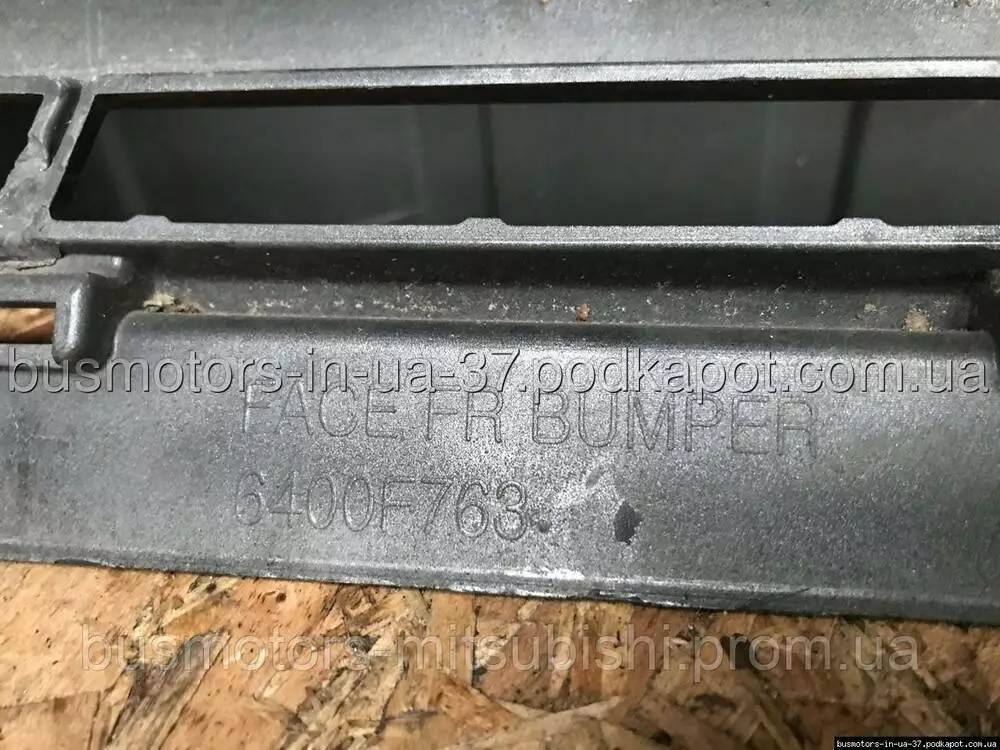 busmotors-in-ua-37.podkapot.com.ua
FACE FR BUMPER
6400F763
busmotors-mitsubishi.prom.ua
busmotors-in-ua-37.podkapot.com.ua